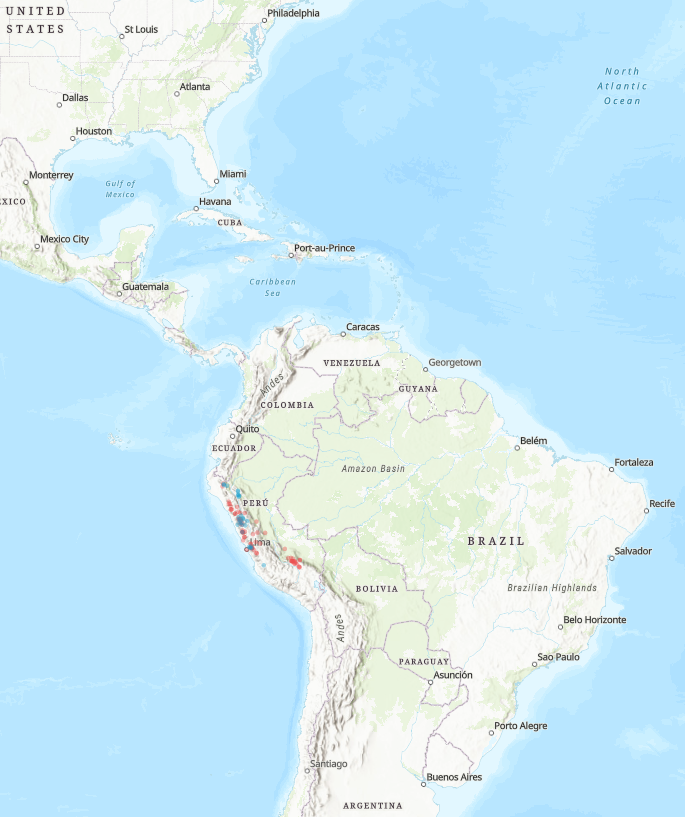 UNITED
STATES
Philadelphia
St Louis
Atlanta
Dallas
Houston
North
Atlantic
Ocean
Monterrey
Gulf of
Mexico
Miami
Havana
XICO
CUBA
Mexico City
Port-au-Prince
Guatemala
Caribbean
Sea
Caracas
VENEZUELA
Georgetown
GUYANA
Andes
COLOMBIA
Quito
ECUADOR
Belém
Amazon Basin
Fortaleza
PERÚ
Recife
Lima
BRAZIL
Salvador
BOLIVIA
Brazilian Highlands
Andes
Belo Horizonte
PARAGUAY
Sao Paulo
Asunción
Porto Alegre
Santiago
Buenos Aires
ARGENTINA